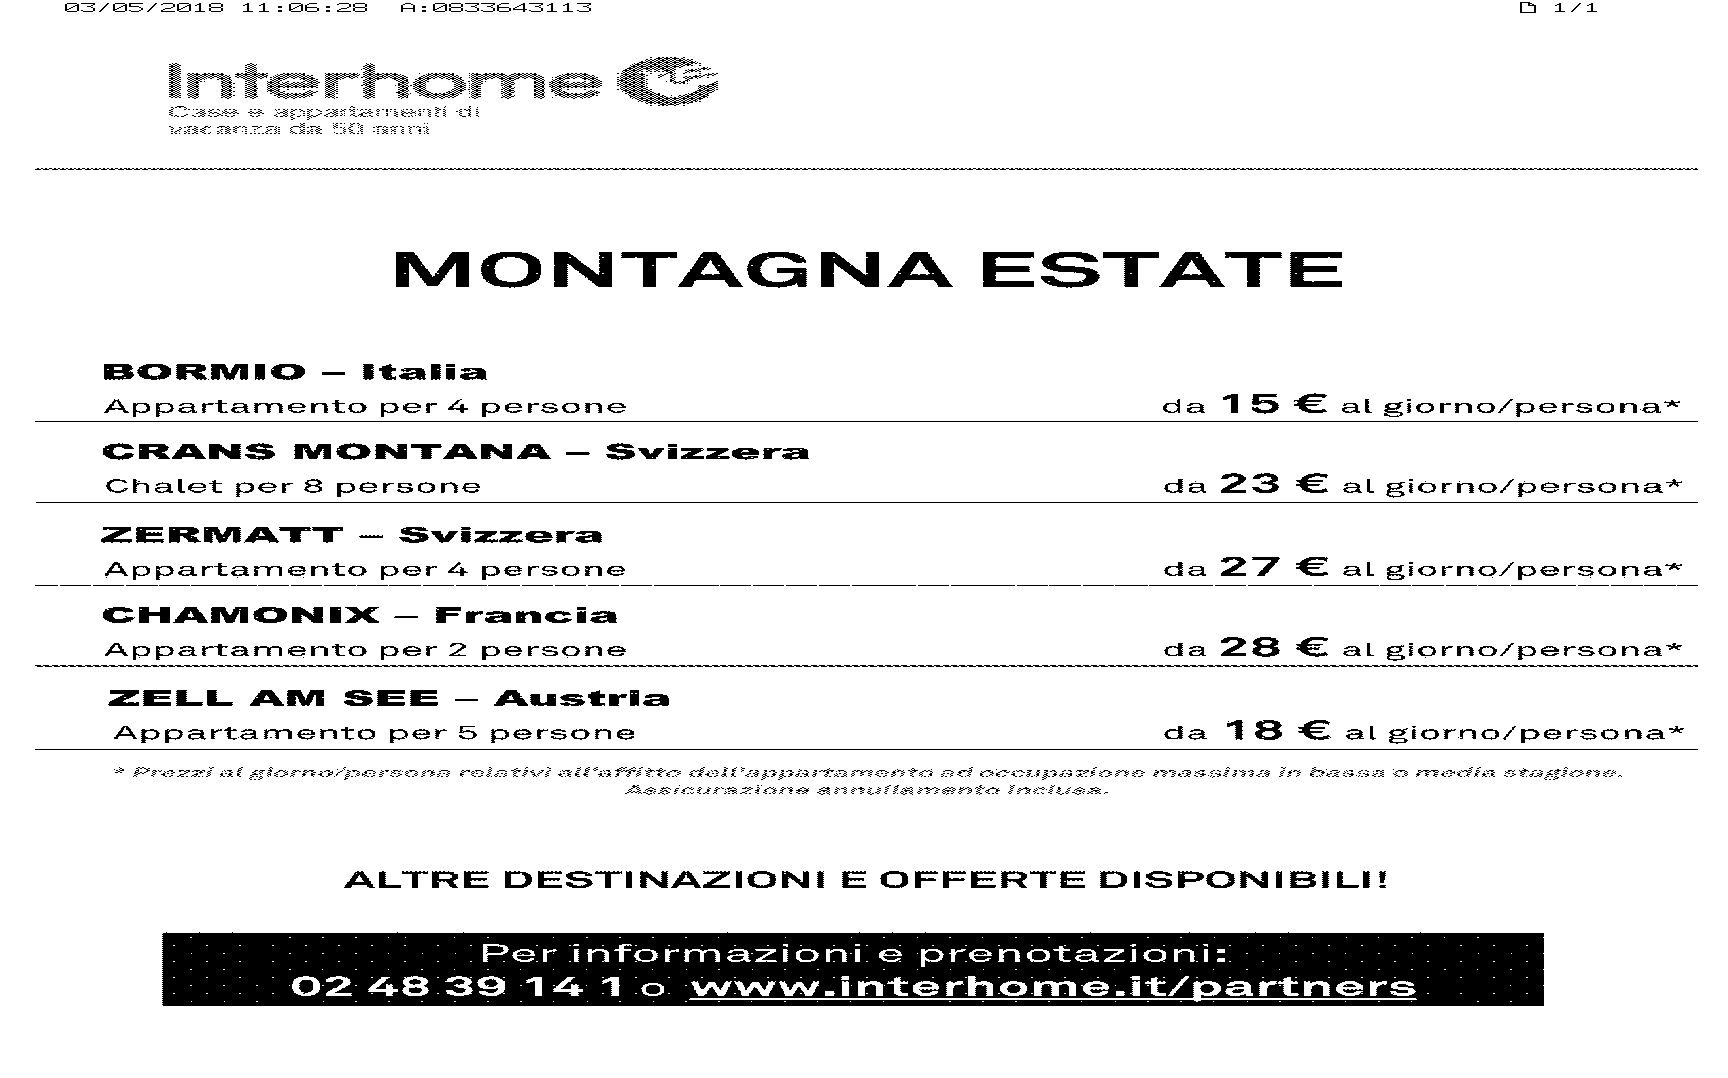 03/05/2018 11:06:28 A:0833643113 1/1
Interhome
Case e appartamenti di
vacanza da 50 anni
MONTAGNA ESTATE
BORMIO – Italia
Appartamento per 4 persone da 15 € al giorno/persona*
CRANS MONTANA – Svizzera
Chalet per 8 persone da 23 € al giorno/persona*
ZERMATT – Svizzera
Appartamento per 4 persone da 27 € al giorno/persona*
CHAMONIX – Francia
Appartamento per 2 persone da 28 € al giorno/persona*
ZELL AM SEE – Austria
Appartamento per 5 persone da 18 € al giorno/persona*
* Prezzi al giorno/persona relativi all'affitto dell'appartamento ad occupazione massima in bassa o media stagione.
Assicurazione annullamento inclusa.
ALTRE DESTINAZIONI E OFFERTE DISPONIBILI!
Per informazioni e prenotazioni:
02 48 39 14 1 o www.interhome.it/partners